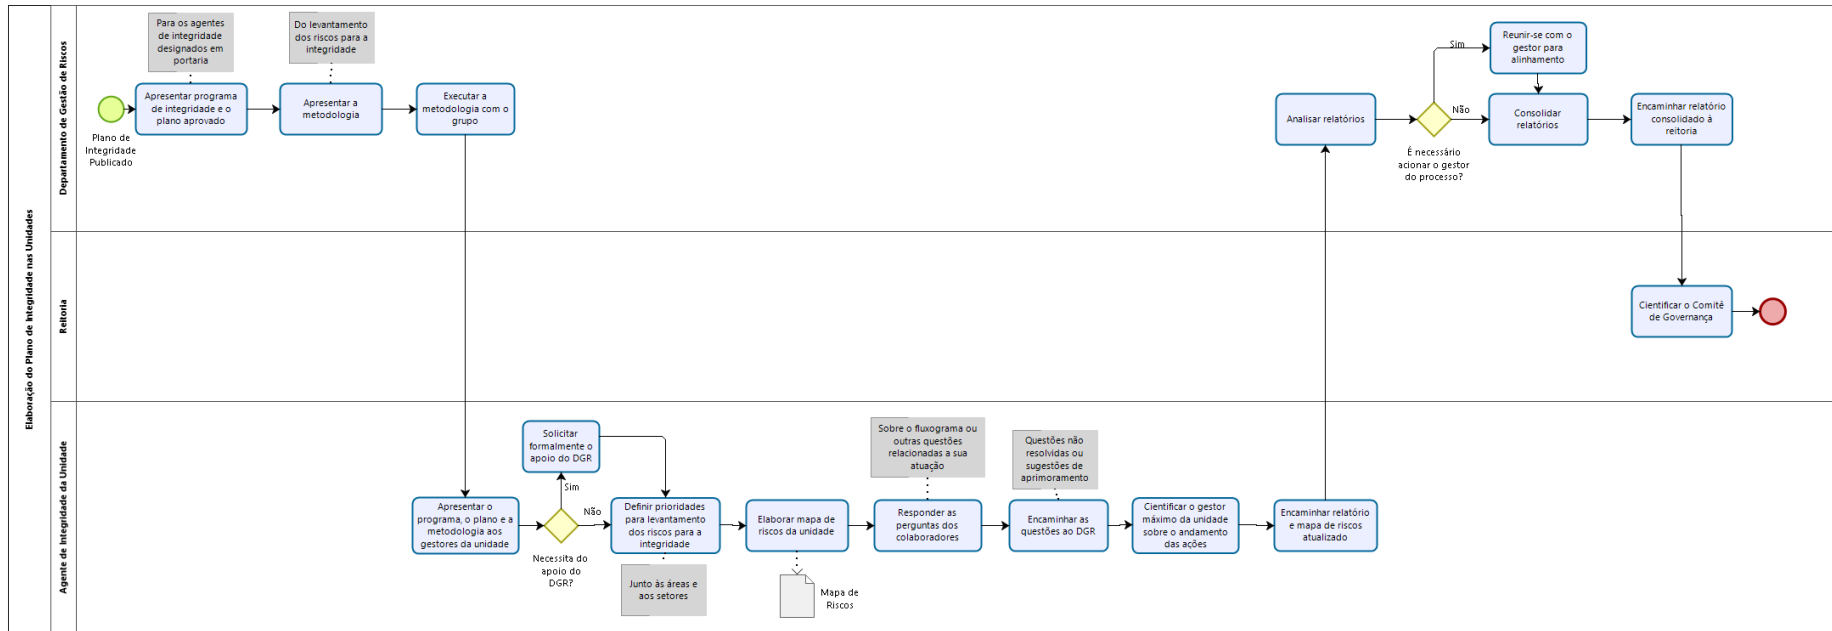 Elaboração do Plano de Integridade nas Unidades
Departamento de Gestão de Riscos
Para os agentes
de integridade
designados em
portaria
Do levantamento
dos riscos para a
integridade
Plano de
Integridade
Publicado
Apresentar programa
de integridade e o
plano aprovado
Apresentar a
metodologia
Executar a
metodologia com o
grupo
Analisar relatórios
É necessário
acionar o gestor
do processo?
Sim
Não
Reunir-se com o
gestor para
alinhamento
Consolidar
relatórios
Encaminhar relatório
consolidado à
reitoria
Reitoria
Cientificar o Comitê
de Governança
Agente de Integridade da Unidade
Apresentar o
programa, o plano e a
metodologia aos
gestores da unidade
Necessita do
apoio do
DGR?
Sim
Não
Solicitar
formalmente o
apoio do DGR
Definir prioridades
para levantamento
dos riscos para a
integridade
Junto às áreas e
aos setores
Elaborar mapa de
riscos da unidade
Mapa de
Riscos
Sobre o fluxograma ou
outras questões
relacionadas a sua
atuação
Responder as
perguntas dos
colaboradores
Questões não
resolvidas ou
sugestões de
aprimoramento
Encaminhar as
questões ao DGR
Cientificar o gestor
máximo da unidade
sobre o andamento
das ações
Encaminhar relatório
e mapa de riscos
atualizado